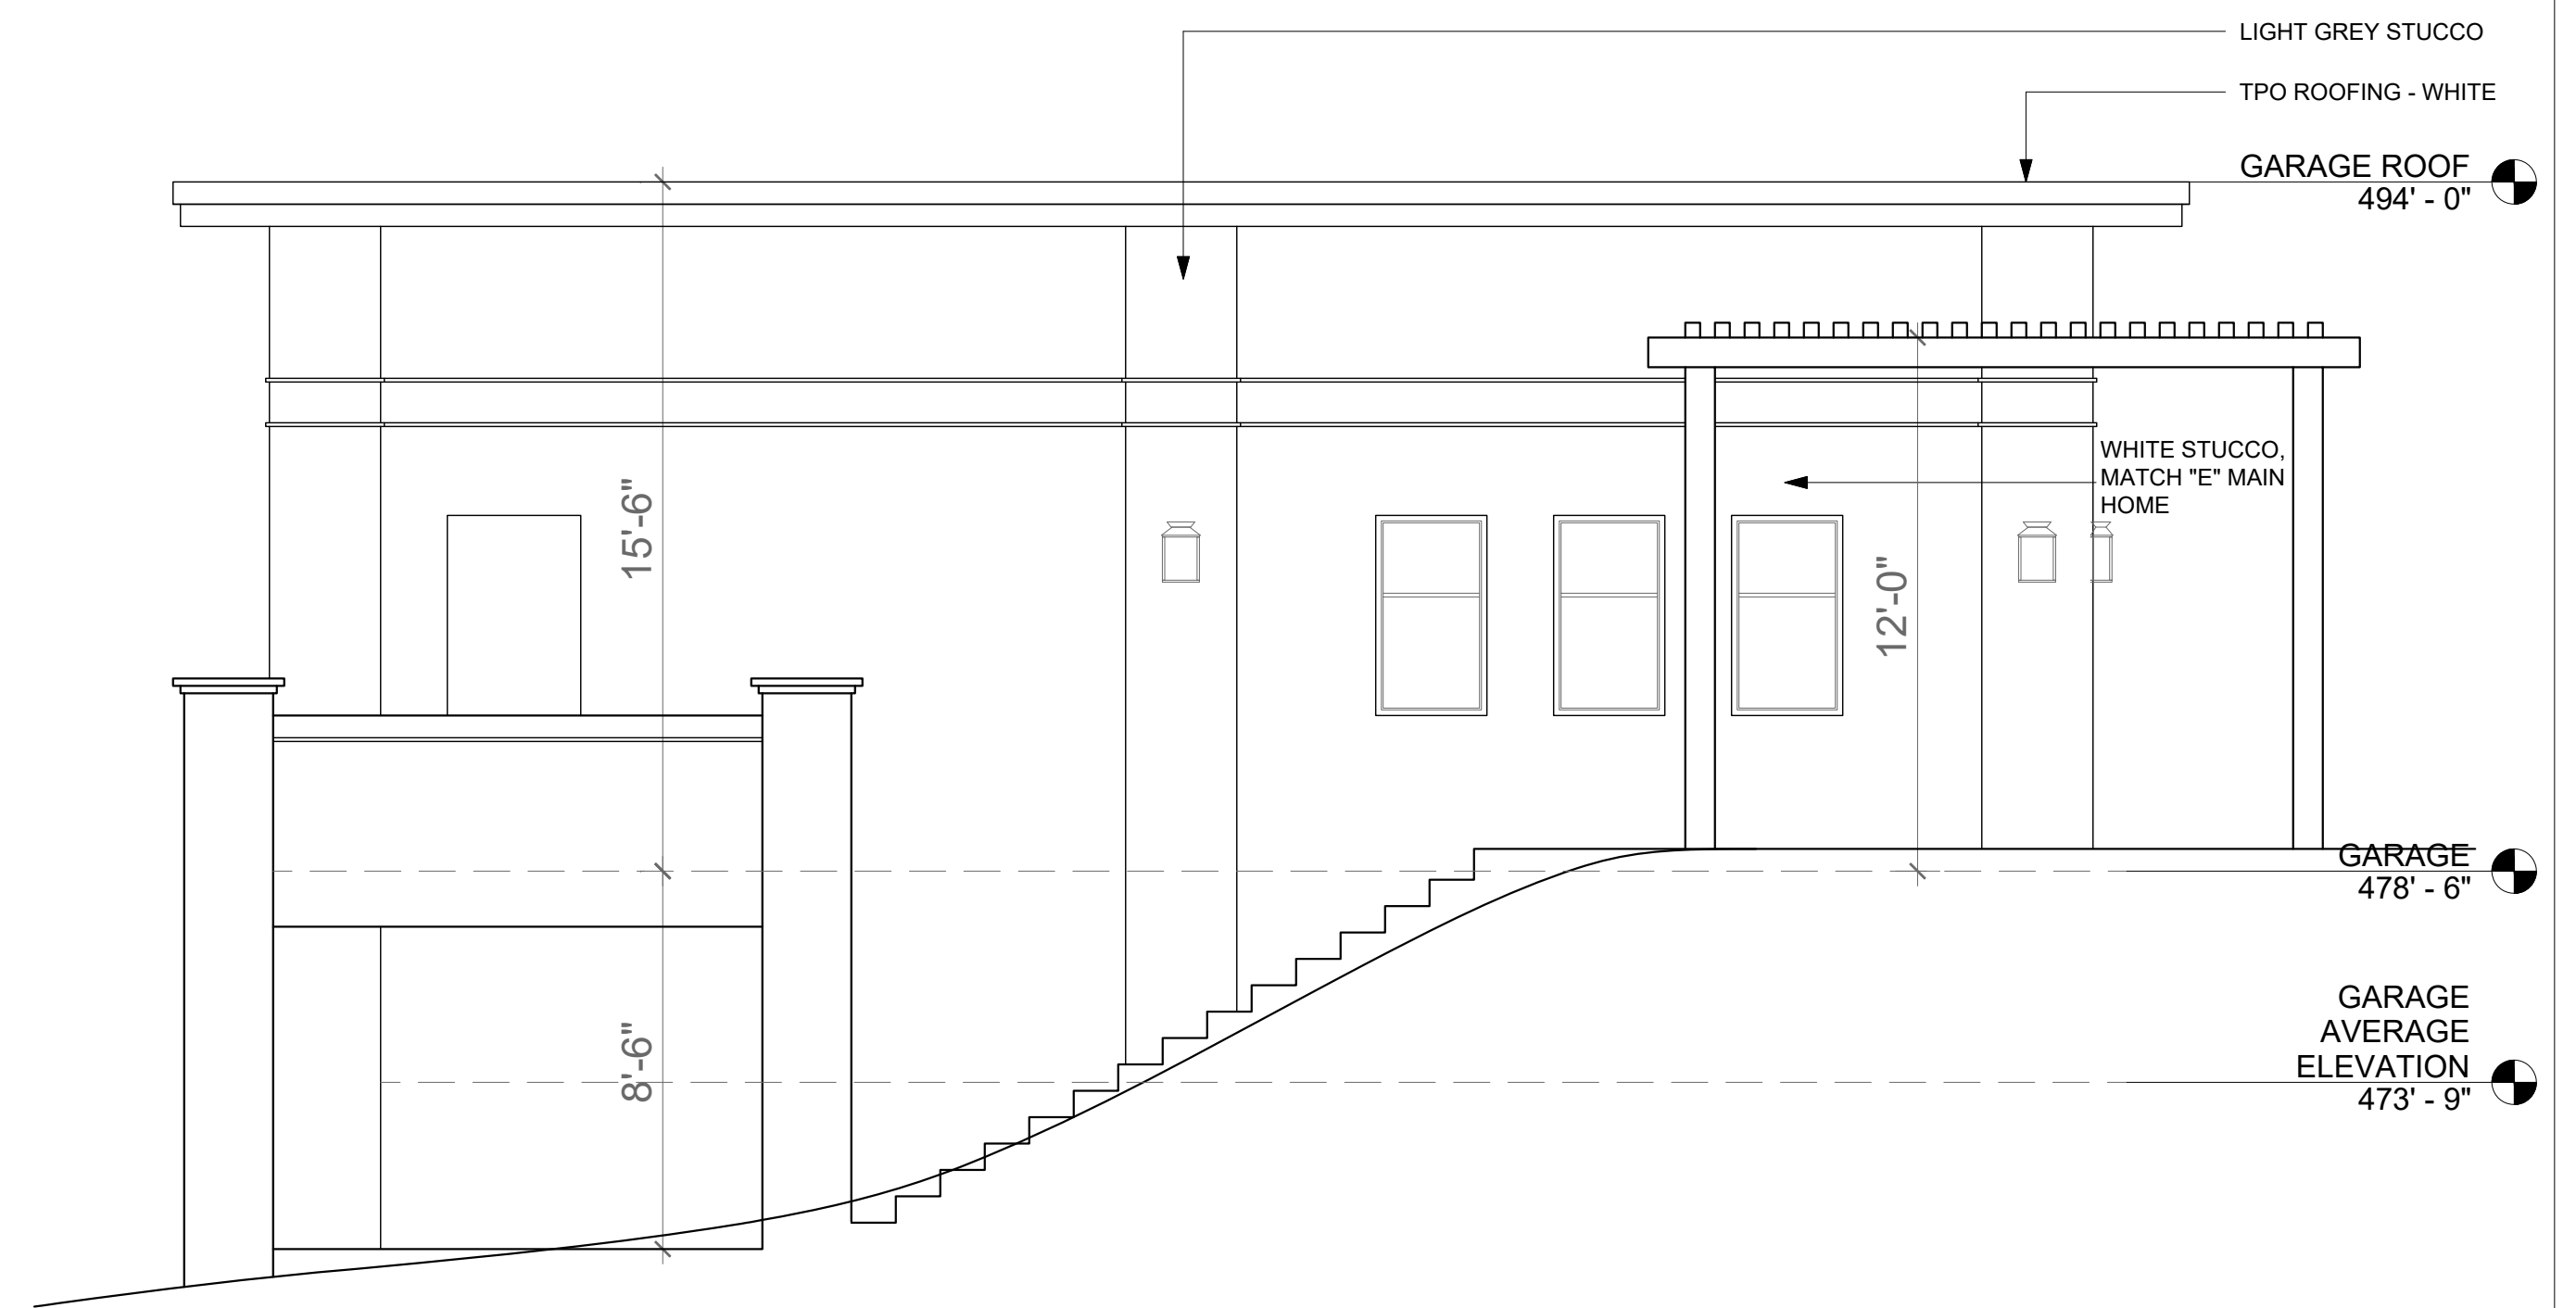 LIGHT GREY STUCCO
TPO ROOFING - WHITE
GARAGE ROOF
494' - 0"
WHITE STUCCO,
MATCH "E" MAIN
HOME
15'-6"
12'-0"
GARAGE
478' - 6"
8'-6"
GARAGE
AVERAGE
ELEVATION
473' - 9"